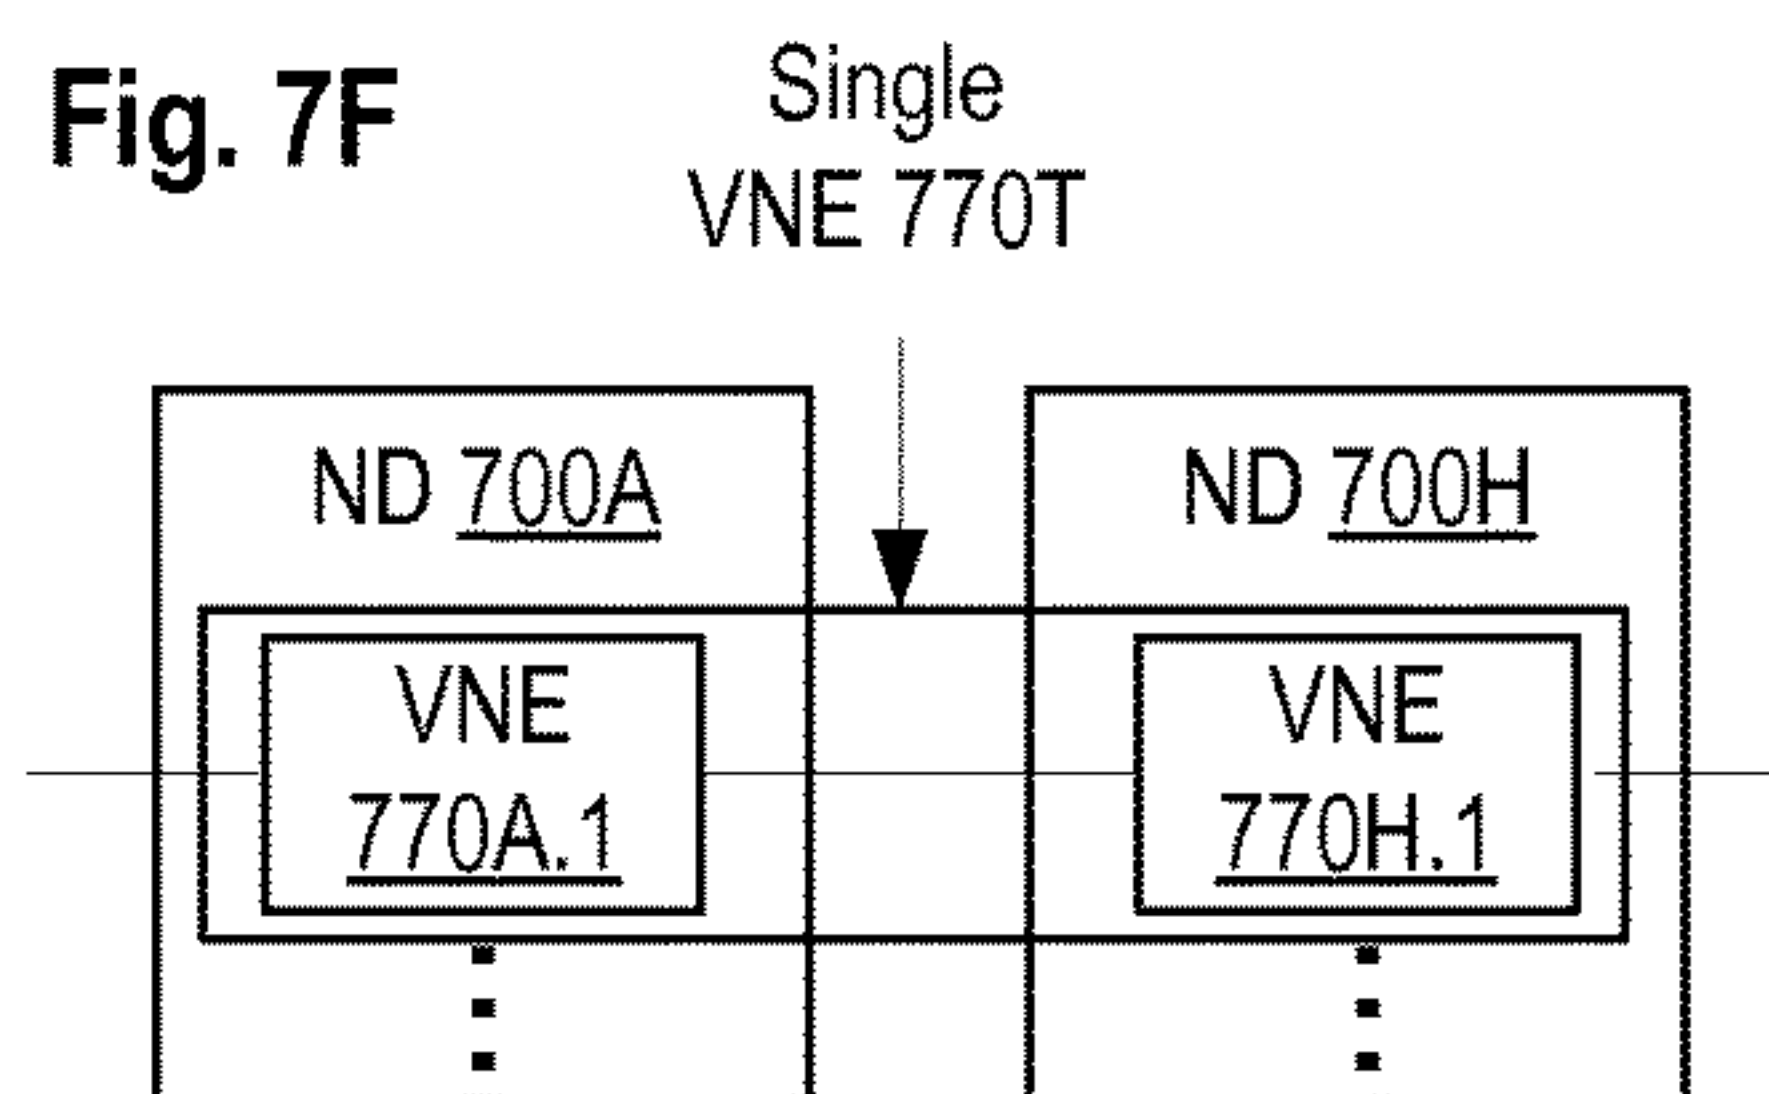 Fig. 7F
Single
VNE 770T
ND 700A
ND 700H
VNE
770A.1
VNE
770H.1